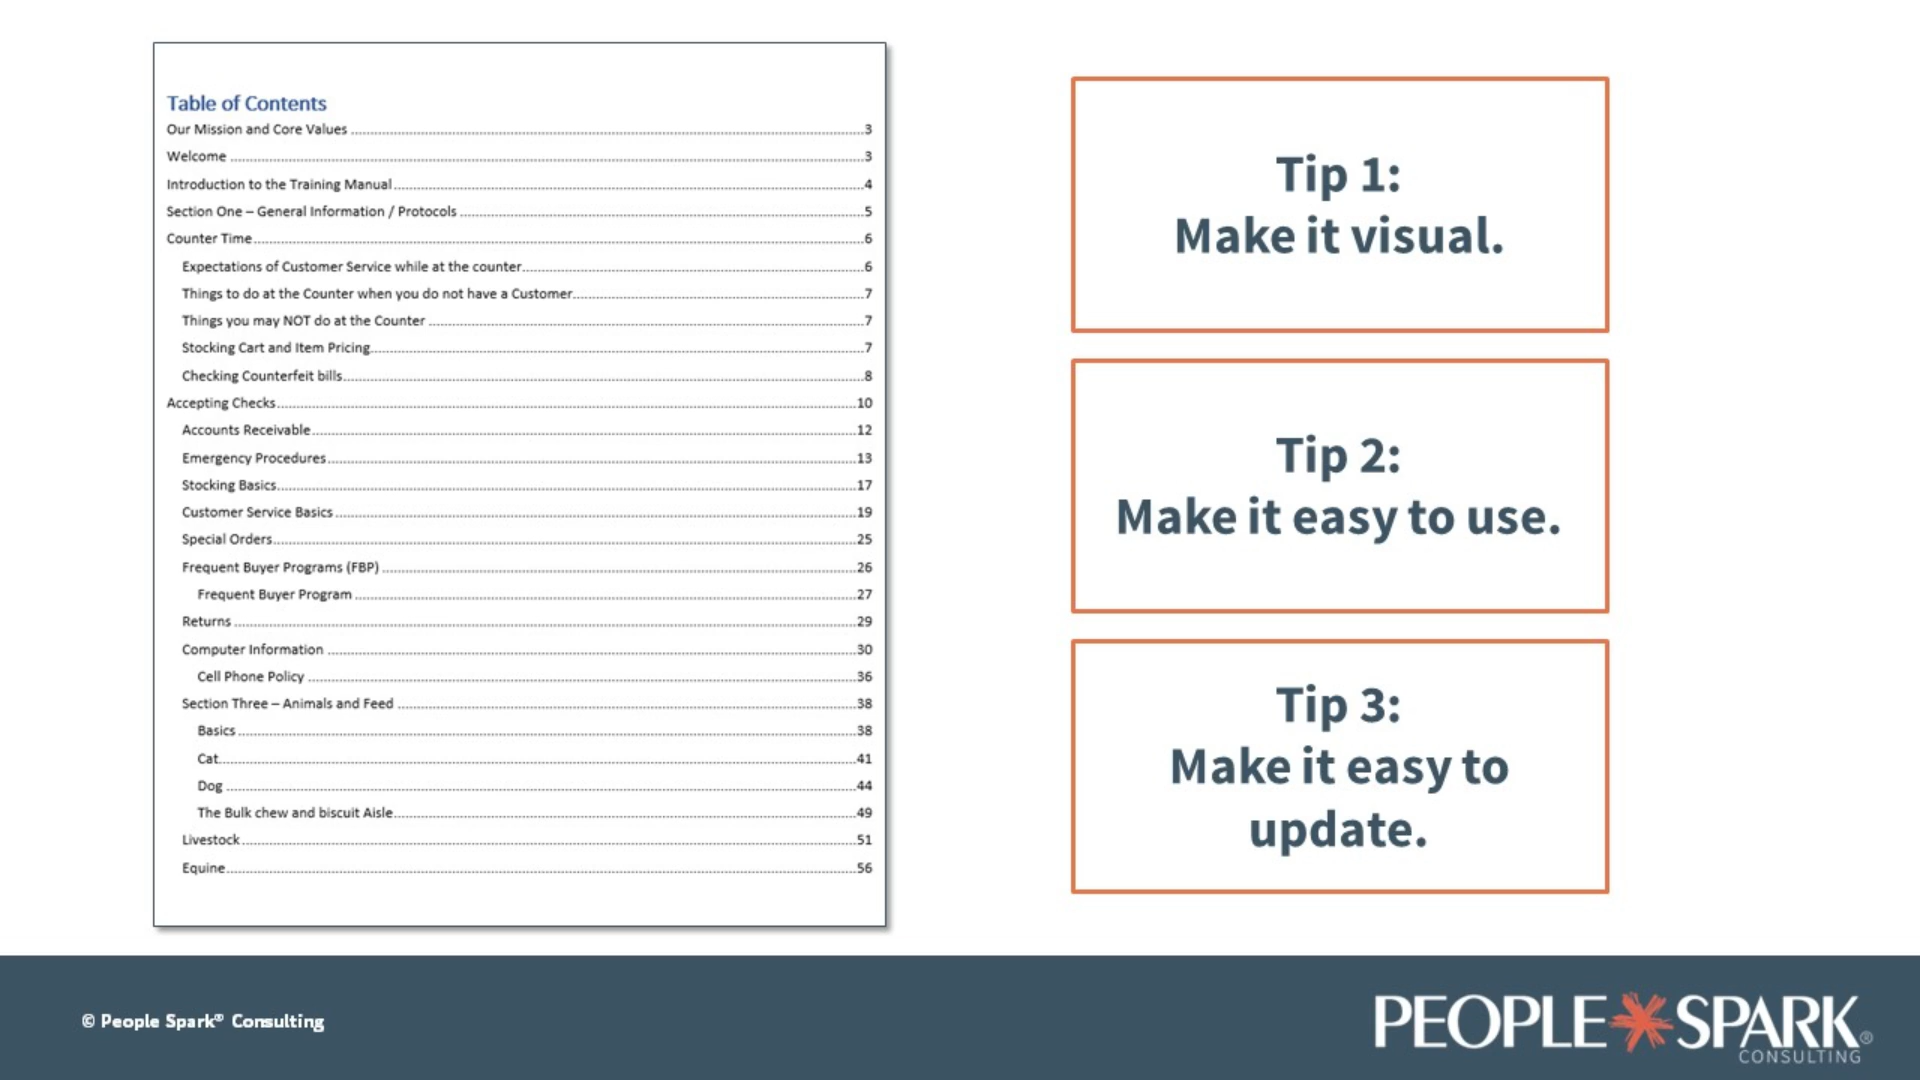 Table of Contents
Our Mission and Core Values 3
Welcome 3
Introduction to the Training Manual 4
Section One – General Information / Protocols 5
Counter Time 6
Expectations of Customer Service while at the counter 6
Things to do at the Counter when you do not have a Customer 7
Things you may NOT do at the Counter 7
Stocking Cart and Item Pricing 7
Checking Counterfeit bills 8
Accepting Checks 10
Accounts Receivable 12
Emergency Procedures 13
Stocking Basics 17
Customer Service Basics 19
Special Orders 25
Frequent Buyer Programs (FBP) 26
Frequent Buyer Program 27
Returns 29
Computer Information 30
Cell Phone Policy 36
Section Three – Animals and Feed 38
Basics 38
Cat 41
Dog 44
The Bulk chew and biscuit Aisle 49
Livestock 51
Equine 56
Tip 1:
Make it visual.
Tip 2:
Make it easy to use.
Tip 3:
Make it easy to
update.
© People Spark® Consulting
PEOPLE SPARK®
CONSULTING